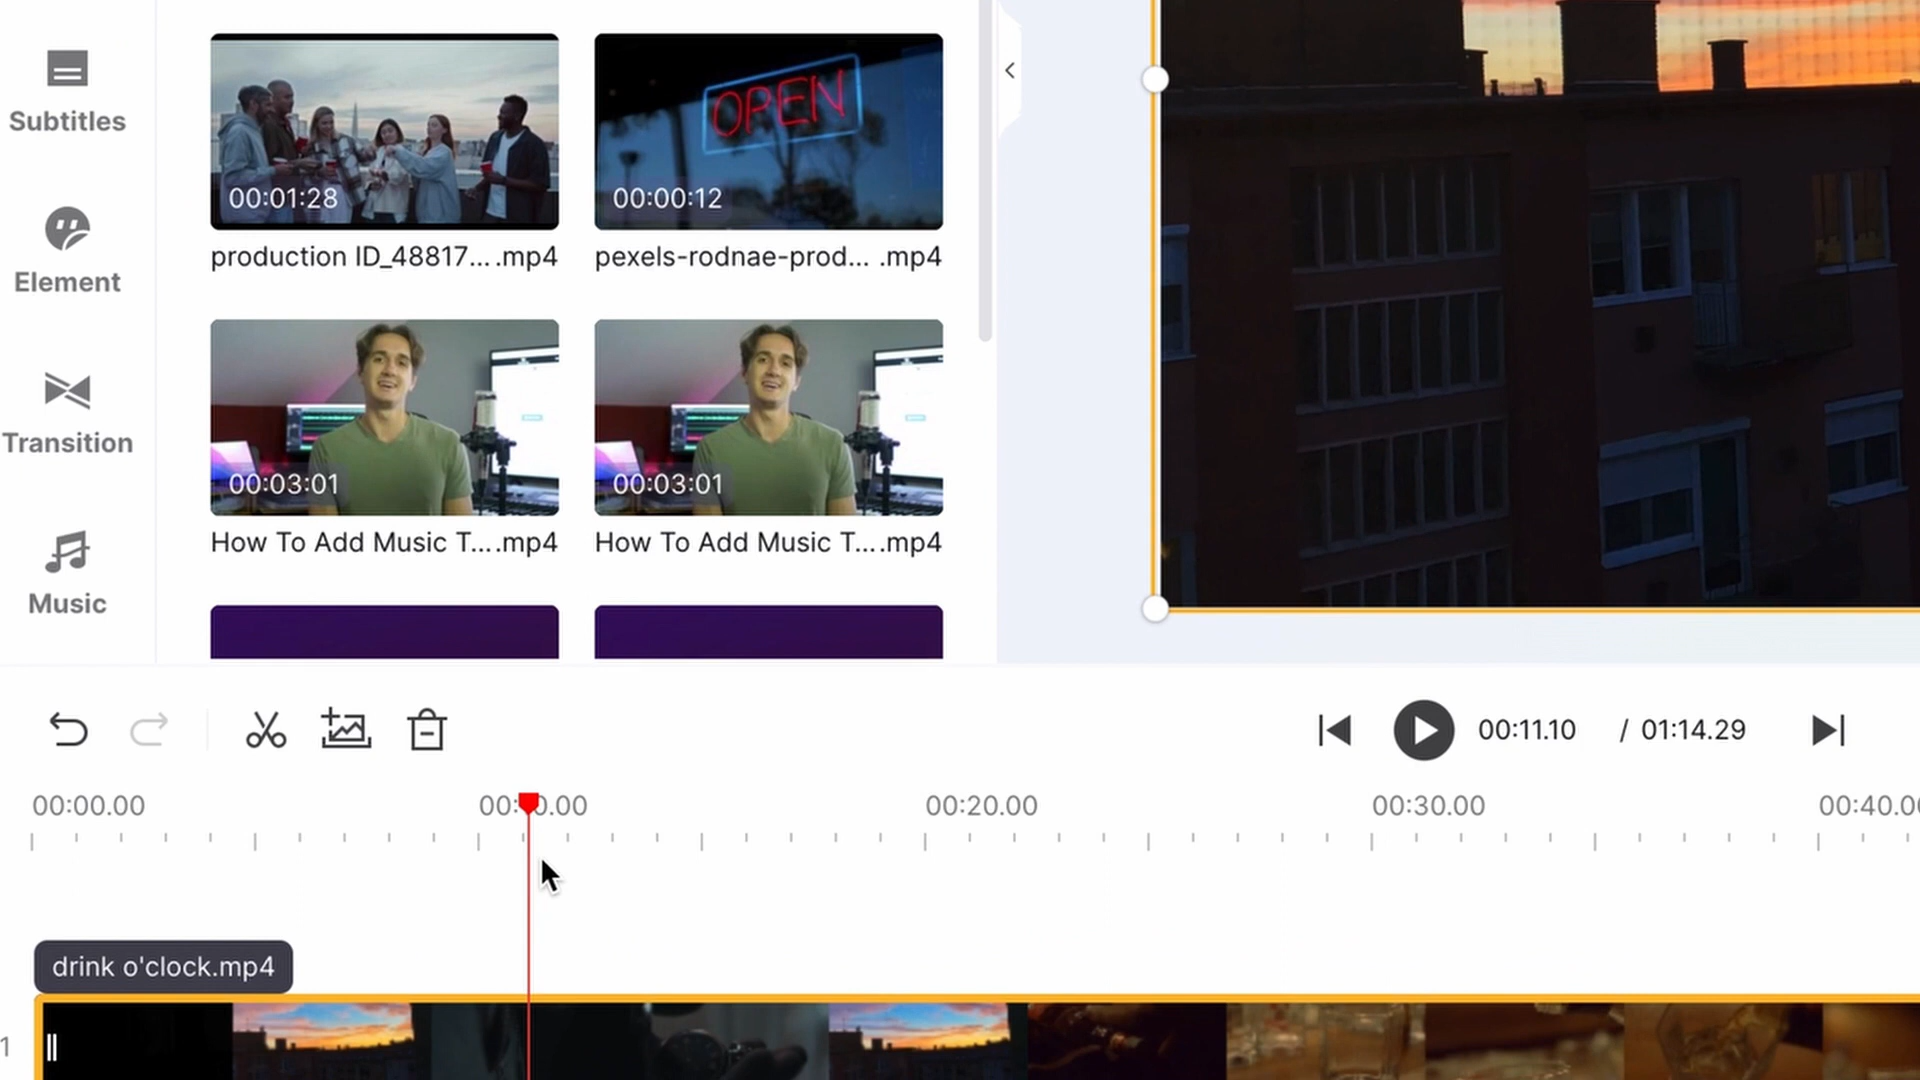 Subtitles
Element
Transition
Music
OPEN
00:01:28
00:00:12
production ID_48817... .mp4
pexels-rodnae-prod... .mp4
00:03:01
00:03:01
How To Add Music T... .mp4
How To Add Music T... .mp4
00:11.10 / 01:14.29
00:00.00
00:20.00
00:30.00
drink o'clock.mp4
1